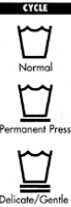 CYCLE
Normal
Permanent Press
Delicate/Gentle